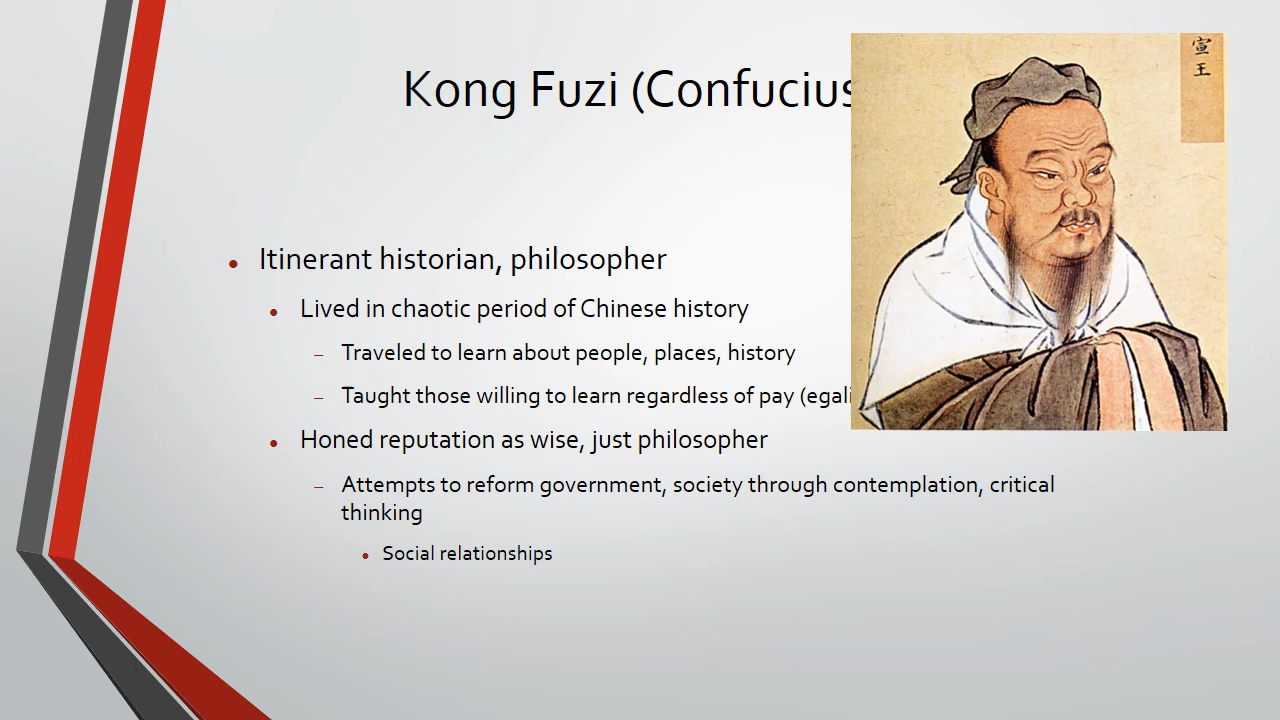 Kong Fuzi (Confucius
宣
王
Itinerant historian, philosopher
Lived in chaotic period of Chinese history
Traveled to learn about people, places, history
Taught those willing to learn regardless of pay (egali
Honed reputation as wise, just philosopher
Attempts to reform government, society through contemplation, critical
thinking
Social relationships